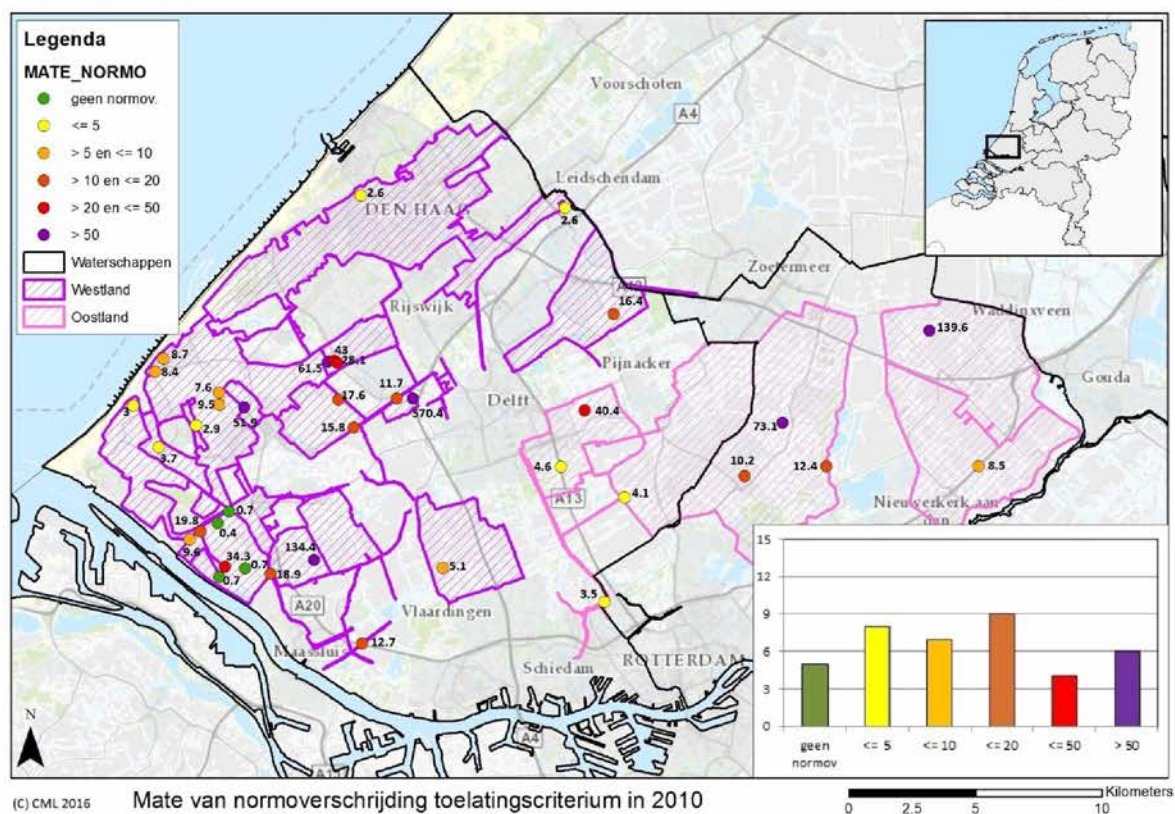 Legenda
MATE_NORMO
geen normov.
<= 5
> 5 en <= 10
> 10 en <= 20
> 20 en <= 50
> 50
Waterschappen
Westland
Oostland
Voorschoten
A4
Leidschendam
2.6
DEN HAAG
2.6
Zoetermeer
Rijswijk
16.4
Waddinxveen
139.6
8.7
8.4
43
28.1
61.5
Pijnacker
Gouda
7.6
9.5
17.6
11.7
570.4
Delft
40.4
3
2.9
51.9
15.8
73.1
3.7
4.6
10.2
12.4
8.5
A13
4.1
Nieuwerkerk aan
den
19.8
0.7
0.4
9.6
34.3
0.7
134.4
0.7
18.9
5.1
A20
Vlaardingen
3.5
Maassluis
12.7
Schiedam
ROTTERDAM
A4
N
15
12
9
6
3
0
geen
normov
<= 5
<= 10
<= 20
<=50
> 50
(C) CML 2016
Mate van normoverschrijding toelatingscriterium in 2010
Kilometers
0
2.5
5
10